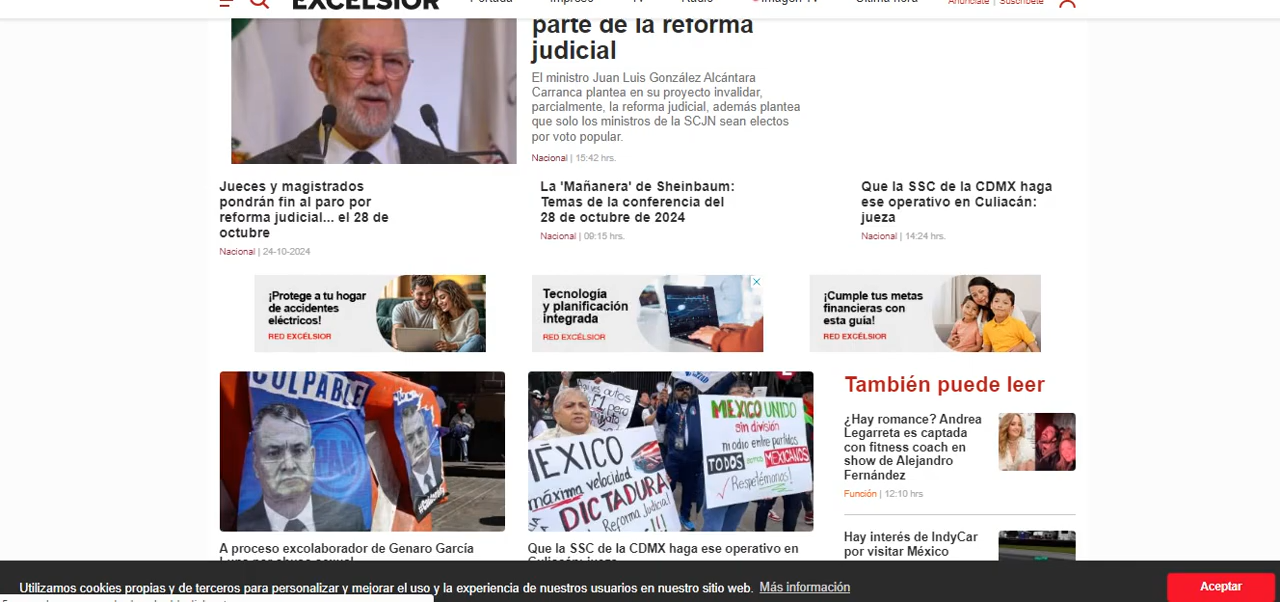 EXCELSIOR
Portada
Impreso
TV
Radio
Imagen TV
Última hora
Anúnciate | Suscríbete
parte de la reforma
judicial
El ministro Juan Luis González Alcántara
Carranca plantea en su proyecto invalidar,
parcialmente, la reforma judicial, además plantea
que solo los ministros de la SCJN sean electos
por voto popular.
Nacional | 15:42 hrs.
Jueces y magistrados
pondrán fin al paro por
reforma judicial... el 28 de
octubre
Nacional | 24-10-2024
La 'Mañanera' de Sheinbaum:
Temas de la conferencia del
28 de octubre de 2024
Nacional | 09:15 hrs.
Que la SSC de la CDMX haga
ese operativo en Culiacán:
jueza
Nacional | 14:24 hrs.
¡Protege a tu hogar
de accidentes
eléctricos!
RED EXCÉLSIOR
Tecnología
y planificación
integrada
RED EXCÉLSIOR
¡Cumple tus metas
financieras con
esta guía!
RED EXCÉLSIOR
CULPABLE
MÉXICO
máxima velocidad
DICTADURA
Reforma Judicial
!!!
MEXICO UNIDO
sin división
ni odio entre partidos
TODOS somos MEXICANOS
¡Respetémonos!
A proceso excolaborador de Genaro García
Luna por abuso sexual
Que la SSC de la CDMX haga ese operativo en
Culiacán: jueza
También puede leer
¿Hay romance? Andrea
Legarreta es captada
con fitness coach en
show de Alejandro
Fernández
Función | 12:10 hrs
Hay interés de IndyCar
por visitar México
Utilizamos cookies propias y de terceros para personalizar y mejorar el uso y la experiencia de nuestros usuarios en nuestro sitio web. Más información
Aceptar